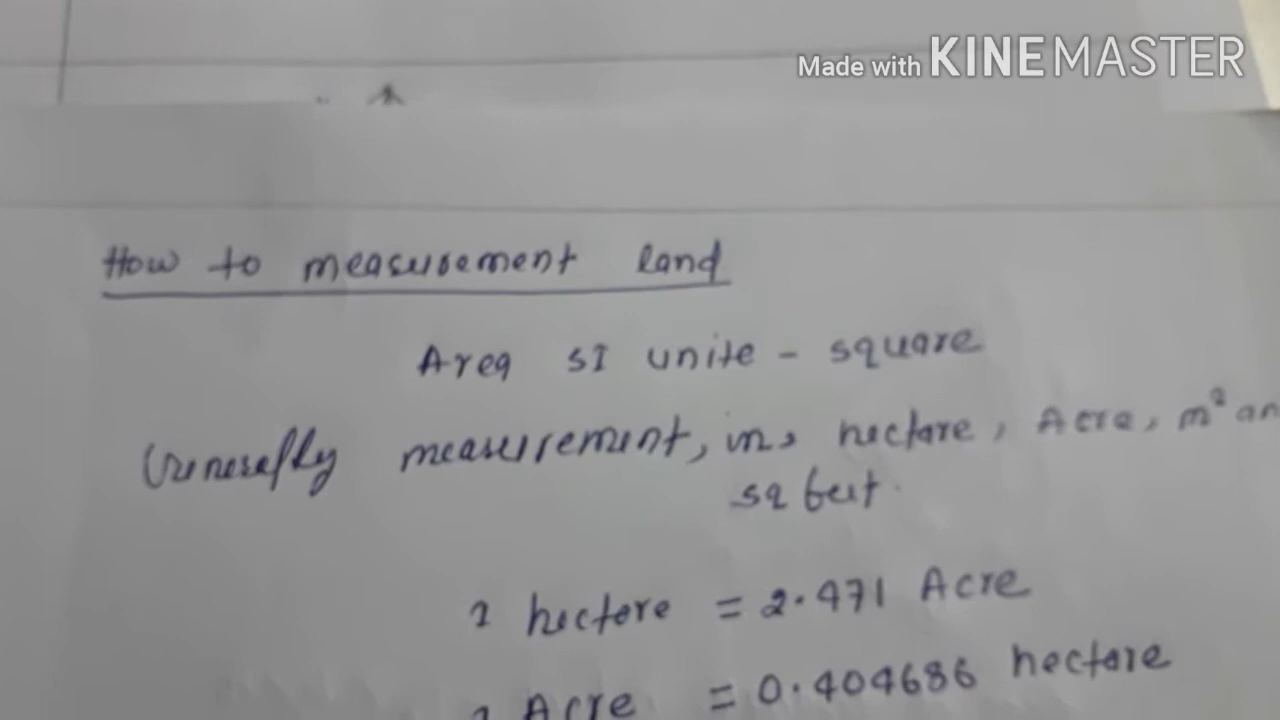 Made with KINEMASTER
How to measurement land
Area SI unite - square
Generally measurement, in, hectare, Acre, m² an
sq feet.
1 hectare = 2.471 Acre
1 Acre = 0.404686 hectare